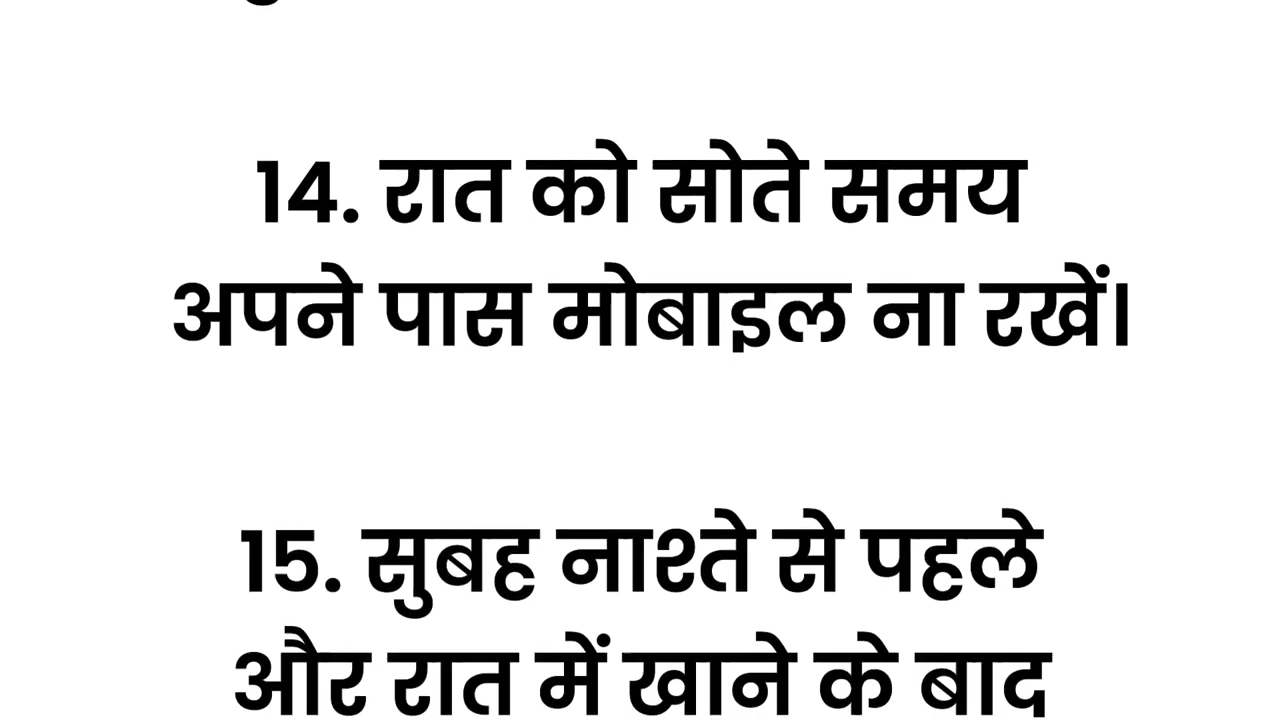 14. रात को सोते समय
अपने पास मोबाइल ना रखें।
15. सुबह नाश्ते से पहले
और रात में खाने के बाद